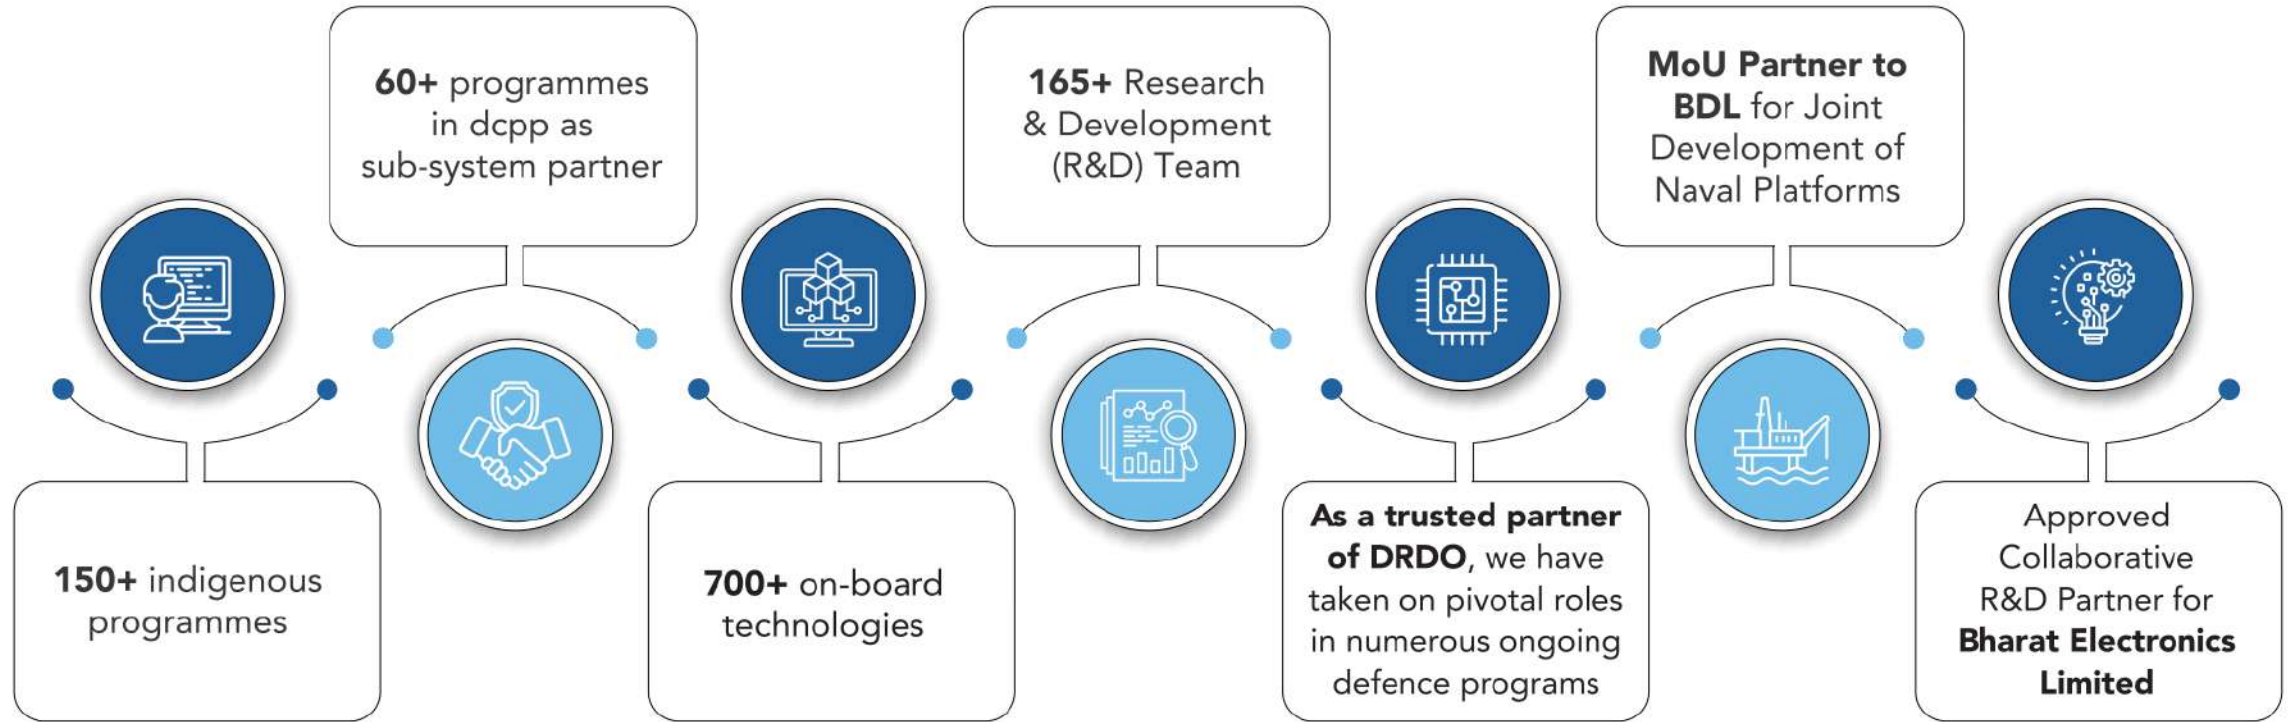 60+ programmes
in dcpp as
sub-system partner
165+ Research
& Development
(R&D) Team
MoU Partner to
BDL for Joint
Development of
Naval Platforms
150+ indigenous
programmes
700+ on-board
technologies
As a trusted partner
of DRDO, we have
taken on pivotal roles
in numerous ongoing
defence programs
Approved
Collaborative
R&D Partner for
Bharat Electronics
Limited